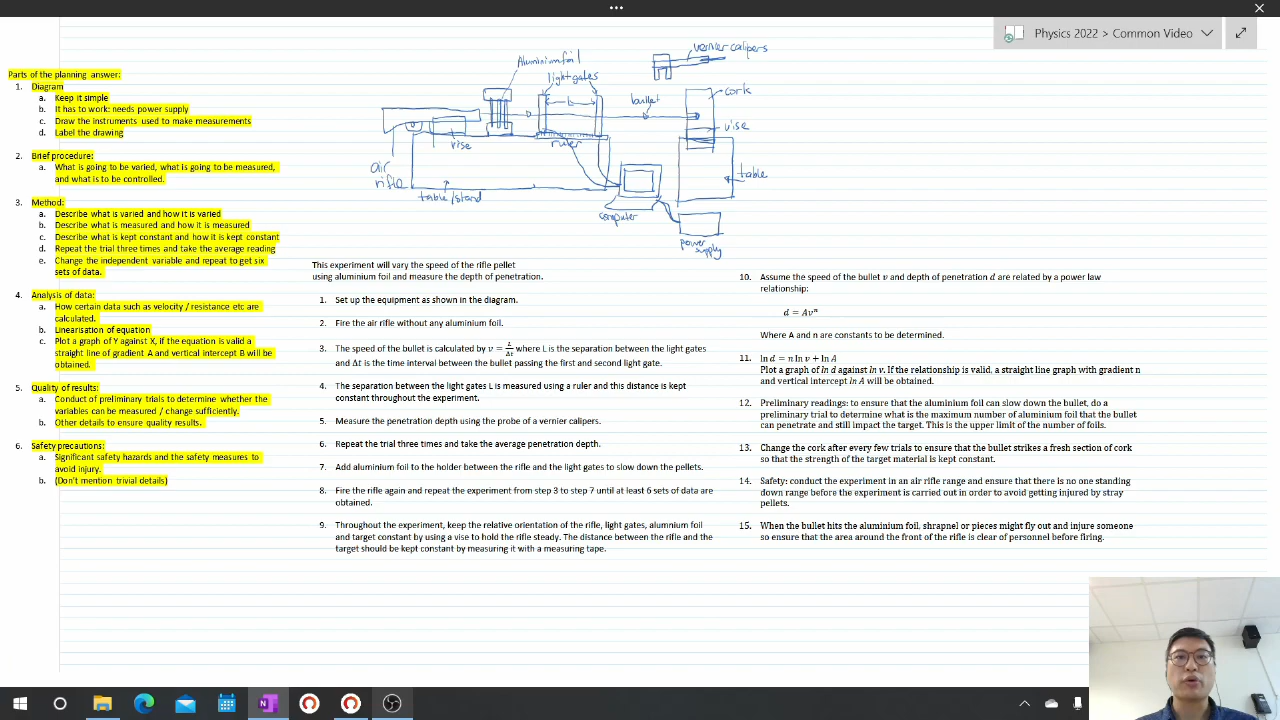 Physics 2022 > Common Video
Parts of the planning answer:
1. Diagram
a. Keep it simple
b. It has to work: needs power supply
c. Draw the instruments used to make measurements
d. Label the drawing
2. Brief procedure:
a. What is going to be varied, what is going to be measured,
and what is to be controlled.
3. Method:
a. Describe what is varied and how it is varied
b. Describe what is measured and how it is measured
c. Describe what is kept constant and how it is kept constant
d. Repeat the trial three times and take the average reading
e. Change the independent variable and repeat to get six
sets of data.
4. Analysis of data:
a. How certain data such as velocity / resistance etc are
calculated.
b. Linearisation of equation
c. Plot a graph of Y against X, if the equation is valid a
straight line of gradient A and vertical intercept B will be
obtained.
5. Quality of results:
a. Conduct of preliminary trials to determine whether the
variables can be measured / change sufficiently.
b. Other details to ensure quality results.
6. Safety precautions:
a. Significant safety hazards and the safety measures to
avoid injury.
b. (Don't mention trivial details)
Aluminium foil
light gates
vernier calipers
L
bullet
cork
vise
vise
ruler
air
rifle
table/stand
table
computer
power
supply
This experiment will vary the speed of the rifle pellet
using aluminium foil and measure the depth of penetration.
1. Set up the equipment as shown in the diagram.
2. Fire the air rifle without any aluminium foil.
3. The speed of the bullet is calculated by v = L/Δt where L is the separation between the light gates
and Δt is the time interval between the bullet passing the first and second light gate.
4. The separation between the light gates L is measured using a ruler and this distance is kept
constant throughout the experiment.
5. Measure the penetration depth using the probe of a vernier calipers.
6. Repeat the trial three times and take the average penetration depth.
7. Add aluminium foil to the holder between the rifle and the light gates to slow down the pellets.
8. Fire the rifle again and repeat the experiment from step 3 to step 7 until at least 6 sets of data are
obtained.
9. Throughout the experiment, keep the relative orientation of the rifle, light gates, alumnium foil
and target constant by using a vise to hold the rifle steady. The distance between the rifle and the
target should be kept constant by measuring it with a measuring tape.
10. Assume the speed of the bullet v and depth of penetration d are related by a power law
relationship:
d = Avⁿ
Where A and n are constants to be determined.
11. ln d = n ln v + ln A
Plot a graph of ln d against ln v. If the relationship is valid, a straight line graph with gradient n
and vertical intercept ln A will be obtained.
12. Preliminary readings: to ensure that the aluminium foil can slow down the bullet, do a
preliminary trial to determine what is the maximum number of aluminium foil that the bullet
can penetrate and still impact the target. This is the upper limit of the number of foils.
13. Change the cork after every few trials to ensure that the bullet strikes a fresh section of cork
so that the strength of the target material is kept constant.
14. Safety: conduct the experiment in an air rifle range and ensure that there is no one standing
down range before the experiment is carried out in order to avoid getting injured by stray
pellets.
15. When the bullet hits the aluminium foil, shrapnel or pieces might fly out and injure someone
so ensure that the area around the front of the rifle is clear of personnel before firing.